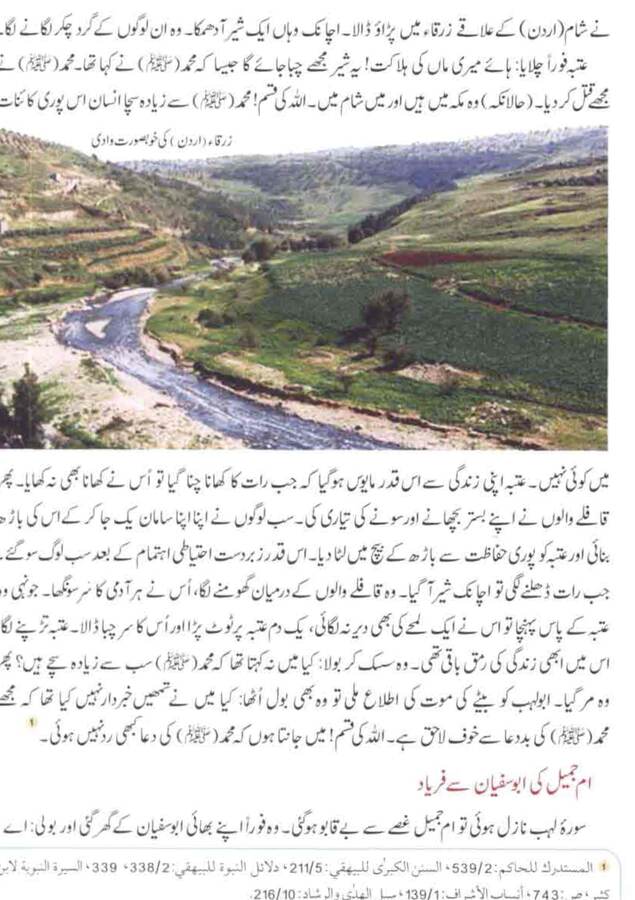 نے شام (اردن) کے علاقے زرقاء میں پڑاؤ ڈالا۔ اچانک وہاں ایک شیر آ دھمکا۔ وہ ان لوگوں کے گرد چکر لگانے لگا۔
عتبہ فوراً چلایا: ہائے میری ماں کی ہلاکت! یہ شیر مجھے چبا جائے گا جیسا کہ محمد (ﷺ) نے کہا تھا۔ محمد (ﷺ) نے
مجھے قتل کر دیا۔ (حالانکہ) وہ مکہ میں ہیں اور میں شام میں۔ اللہ کی قسم! محمد (ﷺ) سے زیادہ سچا انسان اس پوری کائنات
زرقاء (اردن) کی خوبصورت وادی
میں کوئی نہیں۔ عتبہ اپنی زندگی سے اس قدر مایوس ہو گیا کہ جب رات کا کھانا چنا گیا تو اُس نے کھانا بھی نہ کھایا۔ پھر
قافلے والوں نے اپنے بستر بچھانے اور سونے کی تیاری کی۔ سب لوگوں نے اپنا اپنا سامان یک جا کر کے اس کی باڑھ
بنائی اور عتبہ کو پوری حفاظت سے باڑھ کے بیچ میں لٹا دیا۔ اس قدر زبردست احتیاطی اہتمام کے بعد سب لوگ سو گئے۔
جب رات ڈھلنے لگی تو اچانک شیر آ گیا۔ وہ قافلے والوں کے درمیان گھومنے لگا، اُس نے ہر آدمی کا سَر سونگھا۔ جونہی وہ
عتبہ کے پاس پہنچا تو اس نے ایک لمحے کی بھی دیر نہ لگائی، یک دم عتبہ پر ٹوٹ پڑا اور اُس کا سر چبا ڈالا۔ عتبہ تڑپنے لگا
اس میں ابھی زندگی کی رمق باقی تھی۔ وہ سسک کر بولا: کیا میں نہ کہتا تھا کہ محمد (ﷺ) سب سے زیادہ سچے ہیں؟ پھر
وہ مر گیا۔ ابولہب کو بیٹے کی موت کی اطلاع ملی تو وہ بھی بول اُٹھا: کیا میں نے تمھیں خبردار نہیں کیا تھا کہ مجھے
محمد (ﷺ) کی بددعا سے خوف لاحق ہے۔ اللہ کی قسم! میں جانتا ہوں کہ محمد (ﷺ) کی دعا کبھی رد نہیں ہوئی۔ ¹
ام جمیل کی ابوسفیان سے فریاد
سورۂ لہب نازل ہوئی تو ام جمیل غصے سے بے قابو ہو گئی۔ وہ فوراً اپنے بھائی ابوسفیان کے گھر گئی اور بولی: اے
¹ المستدرك للحاكم: 539/2، السنن الكبرٰى للبيهقي: 211/5، دلائل النبوة للبيهقي: 338/2، 339، السيرة النبوية لابن
كثير، ص: 743، أنساب الأشراف: 139/1، سبل الهدٰى والرشاد: 216/10.